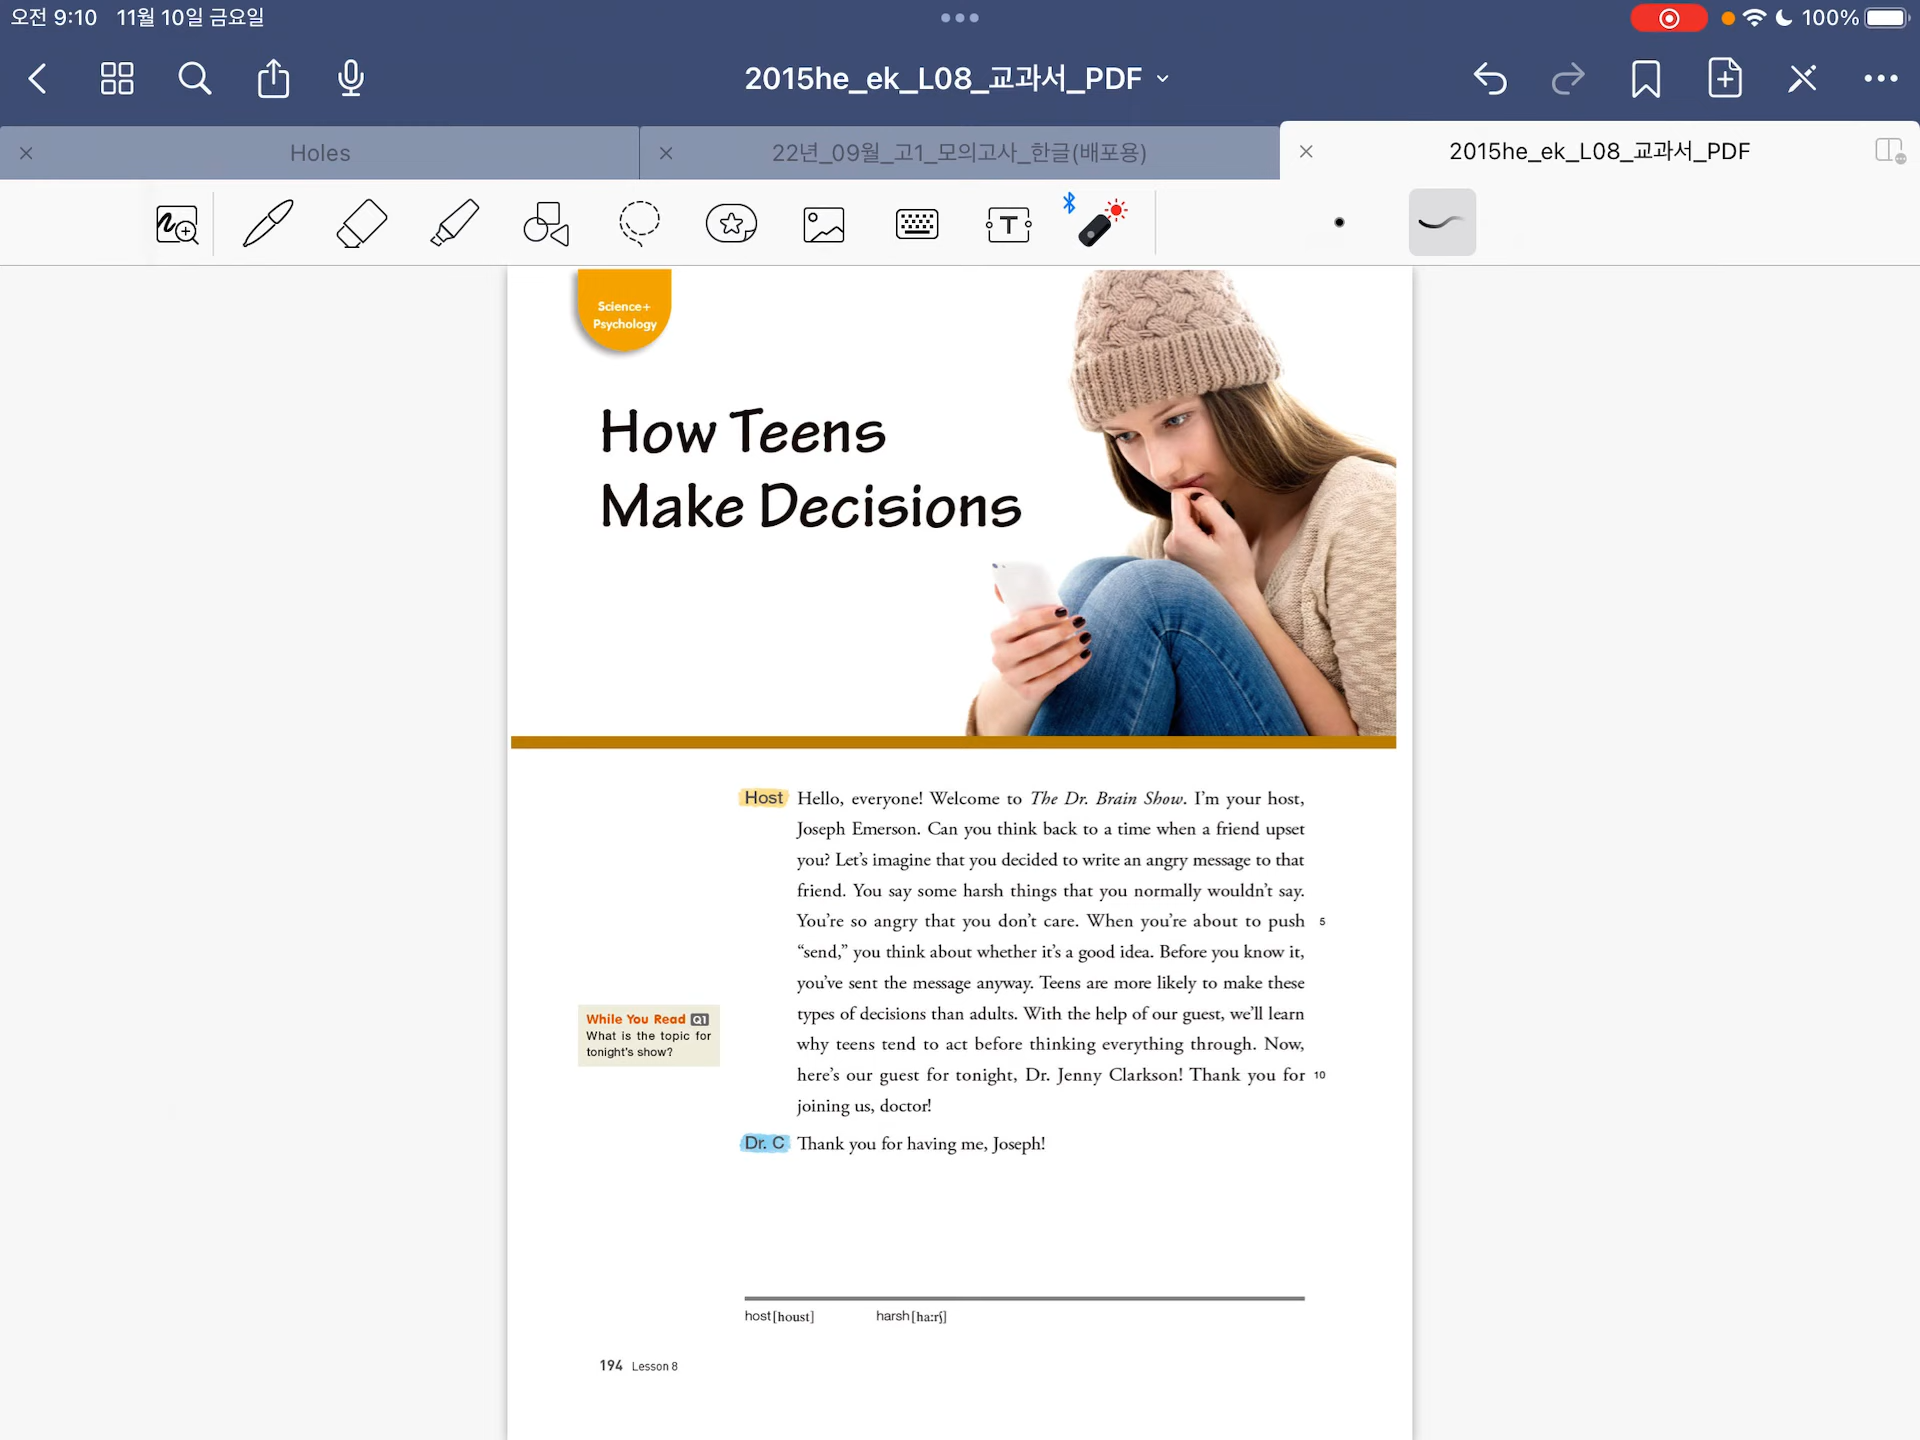 오전 9:10 11월 10일 금요일
100%
2015he_ek_L08_교과서_PDF
Holes
22년_09월_고1_모의고사_한글(배포용)
2015he_ek_L08_교과서_PDF
T
Science+
Psychology
How Teens
Make Decisions
Host Hello, everyone! Welcome to The Dr. Brain Show. I'm your host,
Joseph Emerson. Can you think back to a time when a friend upset
you? Let's imagine that you decided to write an angry message to that
friend. You say some harsh things that you normally wouldn't say.
You're so angry that you don't care. When you're about to push 5
“send,” you think about whether it's a good idea. Before you know it,
you've sent the message anyway. Teens are more likely to make these
types of decisions than adults. With the help of our guest, we'll learn
why teens tend to act before thinking everything through. Now,
here's our guest for tonight, Dr. Jenny Clarkson! Thank you for 10
joining us, doctor!
While You Read Q1
What is the topic for
tonight's show?
Dr. C Thank you for having me, Joseph!
host[houst] harsh[ha:rʃ]
194 Lesson 8